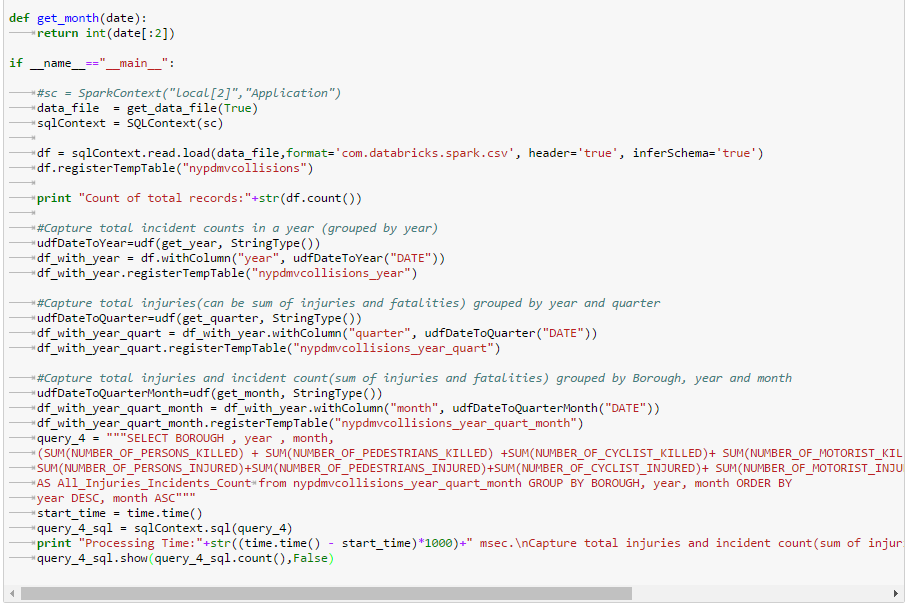 def get_month(date):
return int(date[:2])
if __name__=="__main__":
#sc = SparkContext("local[2]","Application")
data_file  = get_data_file(True)
sqlContext = SQLContext(sc)
df = sqlContext.read.load(data_file,format='com.databricks.spark.csv', header='true', inferSchema='true')
df.registerTempTable("nypdmvcollisions")
print "Count of total records:"+str(df.count())
#Capture total incident counts in a year (grouped by year)
udfDateToYear=udf(get_year, StringType())
df_with_year = df.withColumn("year", udfDateToYear("DATE"))
df_with_year.registerTempTable("nypdmvcollisions_year")
#Capture total injuries(can be sum of injuries and fatalities) grouped by year and quarter
udfDateToQuarter=udf(get_quarter, StringType())
df_with_year_quart = df_with_year.withColumn("quarter", udfDateToQuarter("DATE"))
df_with_year_quart.registerTempTable("nypdmvcollisions_year_quart")
#Capture total injuries and incident count(sum of injuries and fatalities) grouped by Borough, year and month
udfDateToQuarterMonth=udf(get_month, StringType())
df_with_year_quart_month = df_with_year.withColumn("month", udfDateToQuarterMonth("DATE"))
df_with_year_quart_month.registerTempTable("nypdmvcollisions_year_quart_month")
query_4 = """SELECT BOROUGH , year , month,
(SUM(NUMBER_OF_PERSONS_KILLED) + SUM(NUMBER_OF_PEDESTRIANS_KILLED) +SUM(NUMBER_OF_CYCLIST_KILLED)+ SUM(NUMBER_OF_MOTORIST_KIL
SUM(NUMBER_OF_PERSONS_INJURED)+SUM(NUMBER_OF_PEDESTRIANS_INJURED)+SUM(NUMBER_OF_CYCLIST_INJURED)+ SUM(NUMBER_OF_MOTORIST_INJU
AS All_Injuries_Incidents_Count from nypdmvcollisions_year_quart_month GROUP BY BOROUGH, year, month ORDER BY
year DESC, month ASC"""
start_time = time.time()
query_4_sql = sqlContext.sql(query_4)
print "Processing Time:"+str((time.time() - start_time)*1000)+" msec.\nCapture total injuries and incident count(sum of injur
query_4_sql.show(query_4_sql.count(),False)